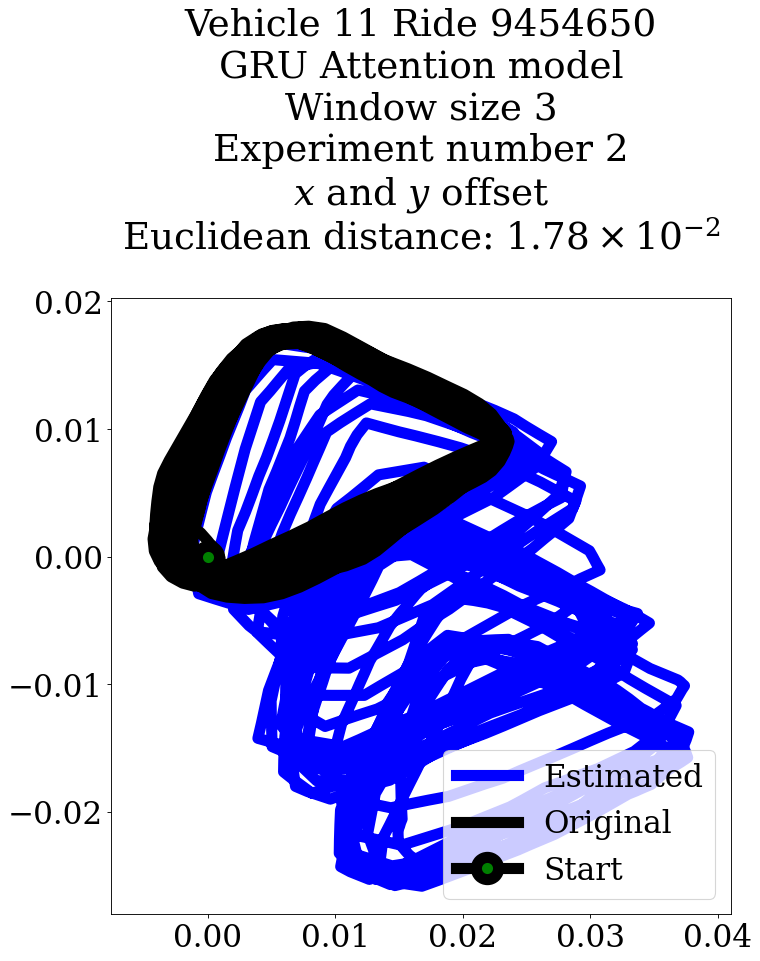 Vehicle 11 Ride 9454650
GRU Attention model
Window size 3
Experiment number 2
x and y offset
Euclidean distance: 1.78 × 10⁻²
0.02
0.01
0.00
−0.01
−0.02
Estimated
Original
Start
0.00 0.01 0.02 0.03 0.04